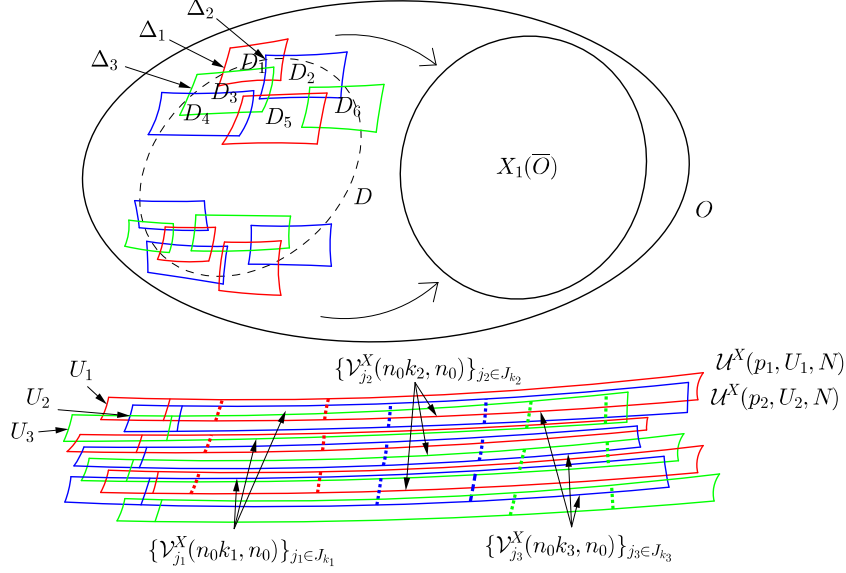 Δ₂
Δ₁
Δ₃
D₁
D₂
D₃
D₆
D₄
D₅
X₁(O̅)
D
O
{𝒱^X_{j₂}(n₀k₂, n₀)}_{j₂∈J_{k₂}}
𝒰^X(p₁, U₁, N)
U₁
U₂
𝒰^X(p₂, U₂, N)
U₃
{𝒱^X_{j₁}(n₀k₁, n₀)}_{j₁∈J_{k₁}}
{𝒱^X_{j₃}(n₀k₃, n₀)}_{j₃∈J_{k₃}}